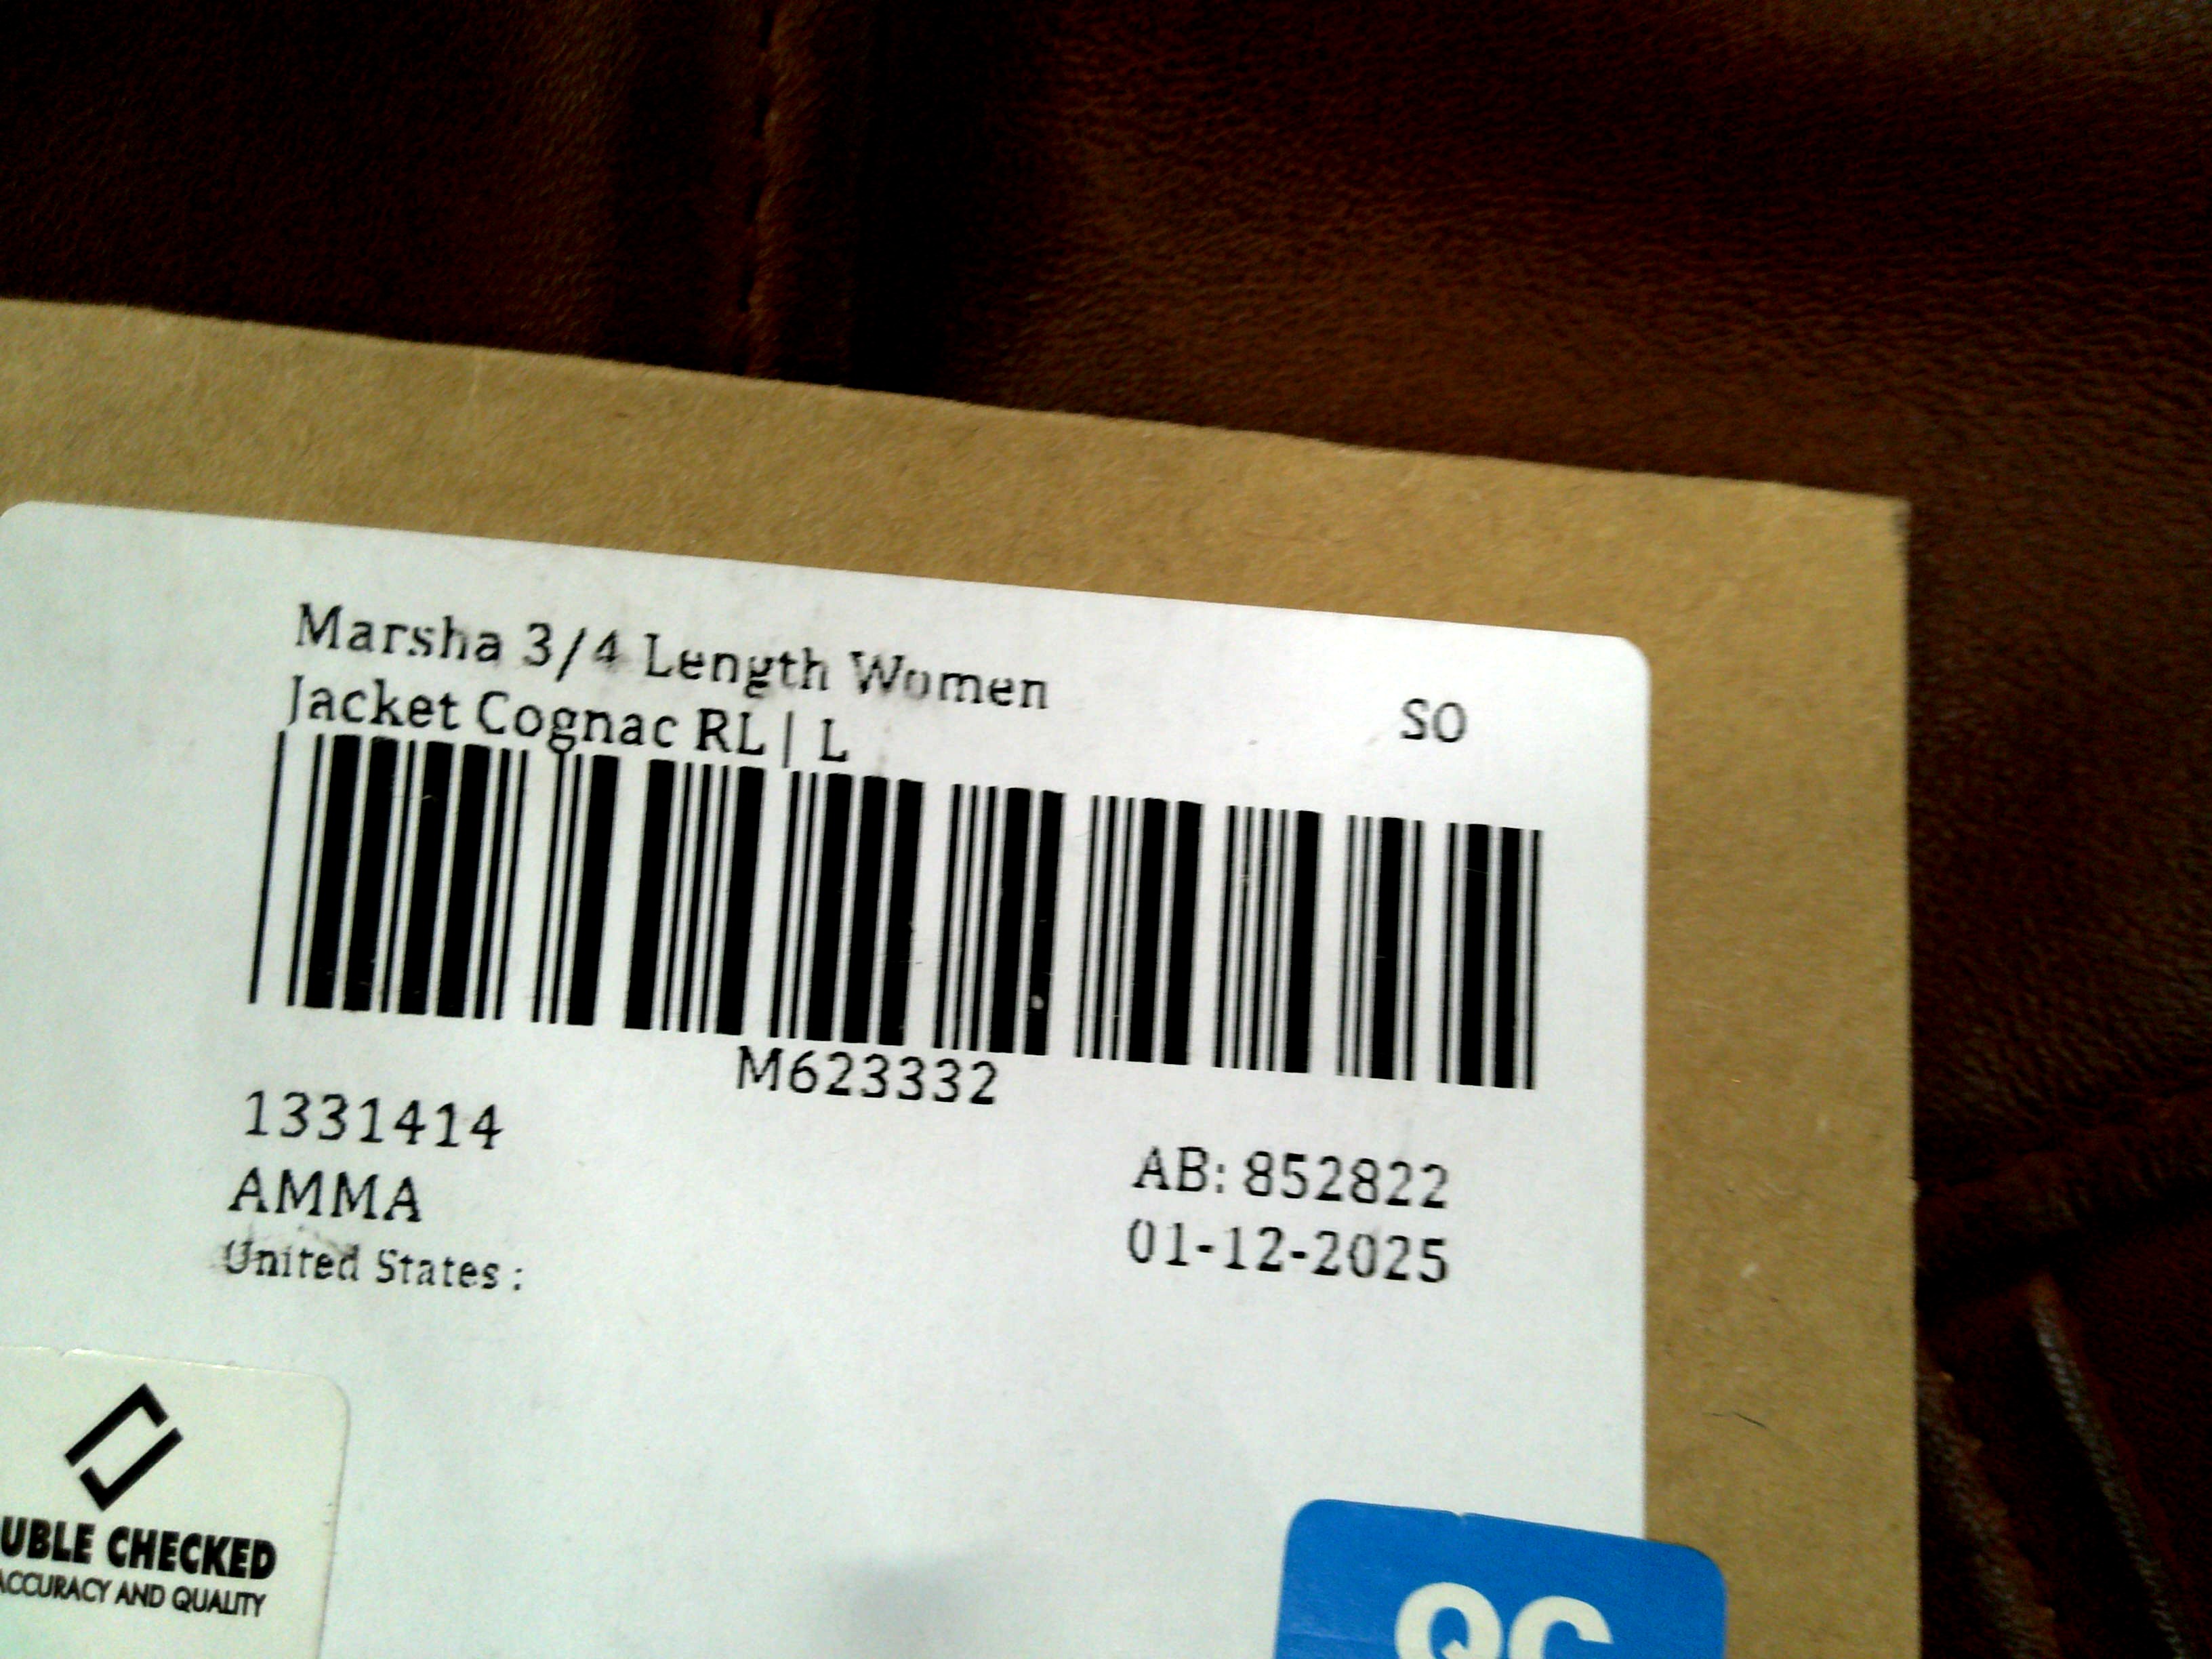 Marsha 3/4 Length Women
Jacket Cognac RL | L
SO
M623332
1331414
AMMA
United States :
AB: 852822
01-12-2025
UBLE CHECKED
ACCURACY AND QUALITY
QC